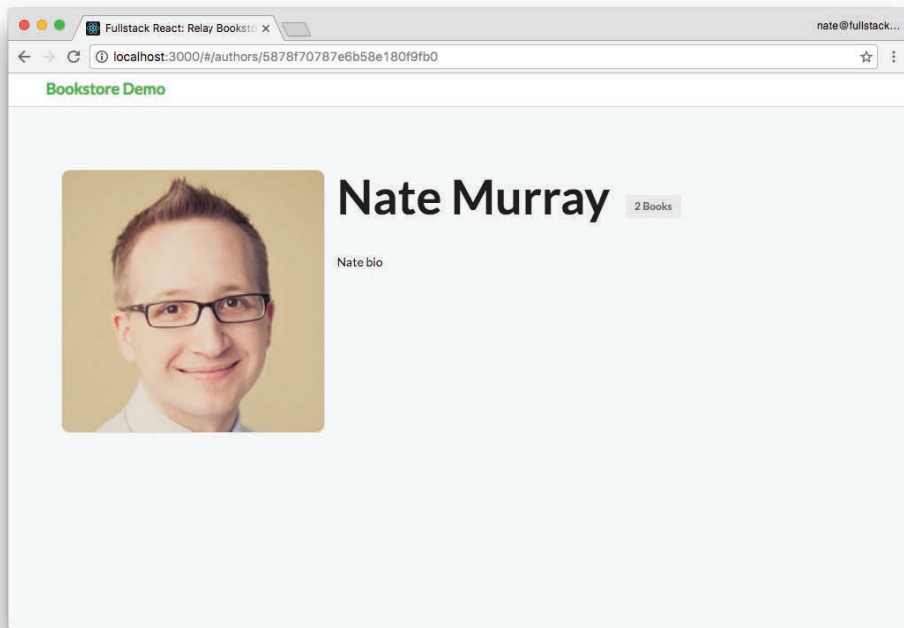 Fullstack React: Relay Booksto
nate@fullstack...
localhost:3000/#/authors/5878f70787e6b58e180f9fb0
Bookstore Demo
Nate Murray
2 Books
Nate bio